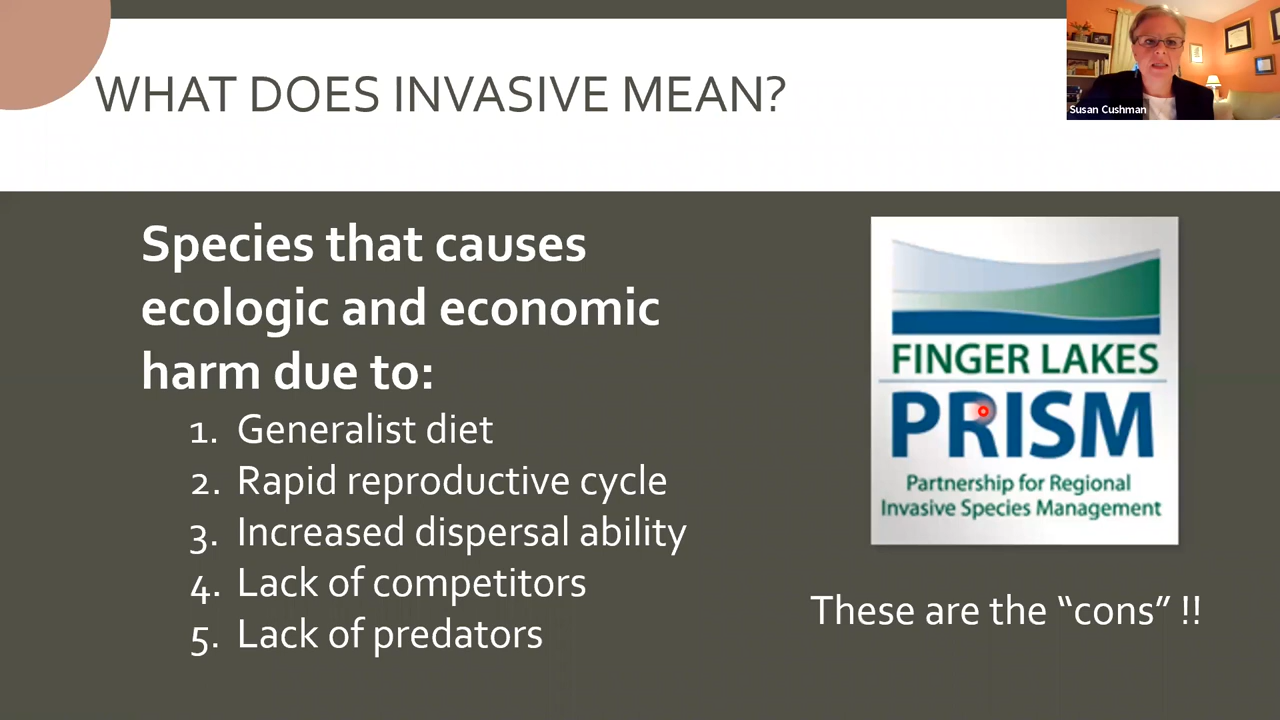 WHAT DOES INVASIVE MEAN?
Susan Cushman
Species that causes
ecologic and economic
harm due to:
1. Generalist diet
2. Rapid reproductive cycle
3. Increased dispersal ability
4. Lack of competitors
5. Lack of predators
FINGER LAKES
PRISM
Partnership for Regional
Invasive Species Management
These are the “cons” !!